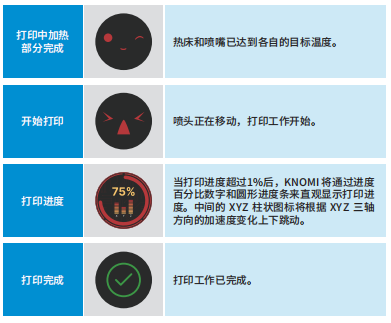 打印中加热
部分完成
热床和喷嘴已达到各自的目标温度。
开始打印
喷头正在移动，打印工作开始。
打印进度
75%
当打印进度超过1%后，KNOMI 将通过进度
百分比数字和圆形进度条来直观显示打印进
度。中间的 XYZ 柱状图标将根据 XYZ 三轴
方向的加速度变化上下跳动。
打印完成
打印工作已完成。